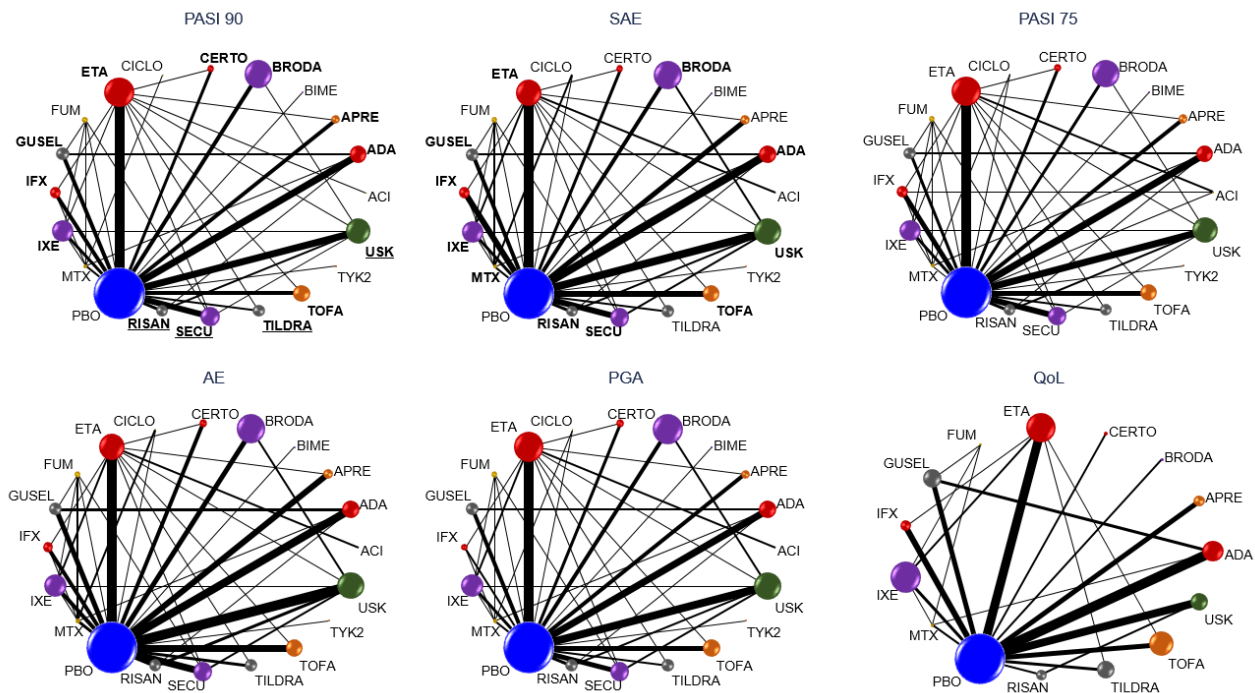 PASI 90
CICLO
CERTO
ETA
BRODA
BIME
FUM
APRE
GUSEL
ADA
IFX
ACI
IXE
USK
MTX
TYK2
PBO
TOFA
RISAN
SECU
TILDRA
SAE
CICLO
CERTO
ETA
BRODA
BIME
FUM
APRE
GUSEL
ADA
IFX
ACI
IXE
USK
MTX
TYK2
PBO
TOFA
RISAN
SECU
TILDRA
PASI 75
CICLO
CERTO
ETA
BRODA
BIME
FUM
APRE
GUSEL
ADA
IFX
ACI
IXE
USK
MTX
TYK2
PBO
TOFA
RISAN
SECU
TILDRA
AE
CICLO
CERTO
ETA
BRODA
BIME
FUM
APRE
GUSEL
ADA
IFX
ACI
IXE
USK
MTX
TYK2
PBO
TOFA
RISAN
SECU
TILDRA
PGA
CICLO
CERTO
ETA
BRODA
BIME
FUM
APRE
GUSEL
ADA
IFX
ACI
IXE
USK
MTX
TYK2
PBO
TOFA
RISAN
SECU
TILDRA
QoL
ETA
CERTO
FUM
BRODA
GUSEL
APRE
IFX
ADA
IXE
USK
MTX
TOFA
PBO
TILDRA
RISAN